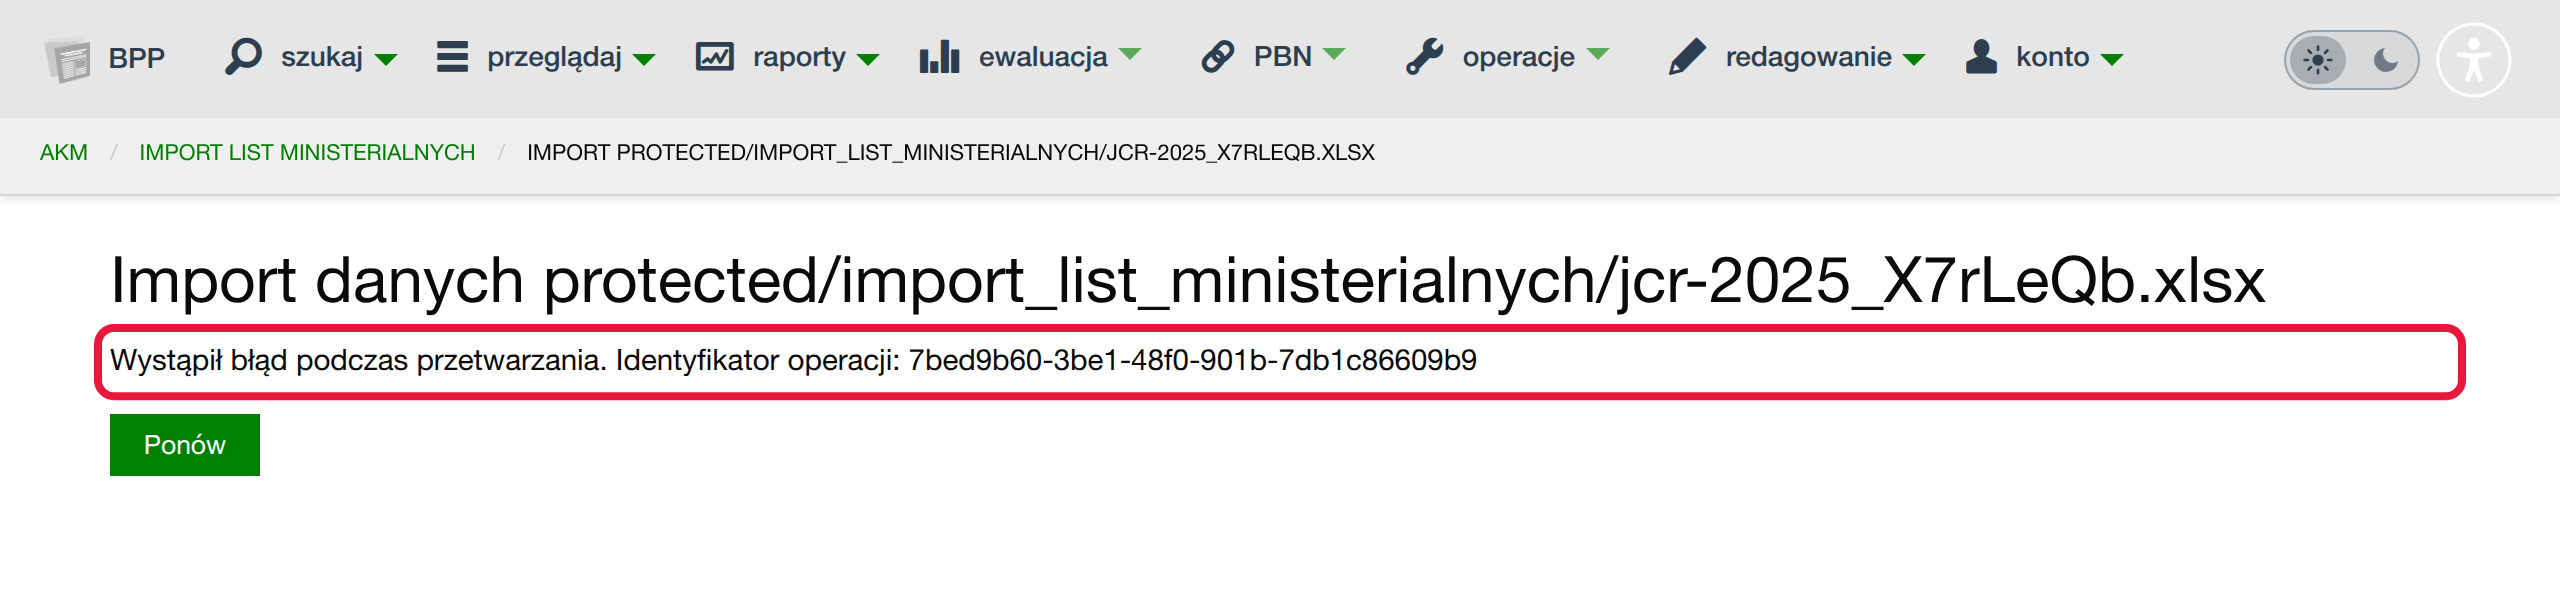 BPP szukaj przeglądaj raporty ewaluacja PBN operacje redagowanie konto
AKM / IMPORT LIST MINISTERIALNYCH / IMPORT PROTECTED/IMPORT_LIST_MINISTERIALNYCH/JCR-2025_X7RLEQB.XLSX
Import danych protected/import_list_ministerialnych/jcr-2025_X7rLeQb.xlsx
Wystąpił błąd podczas przetwarzania. Identyfikator operacji: 7bed9b60-3be1-48f0-901b-7db1c86609b9
Ponów